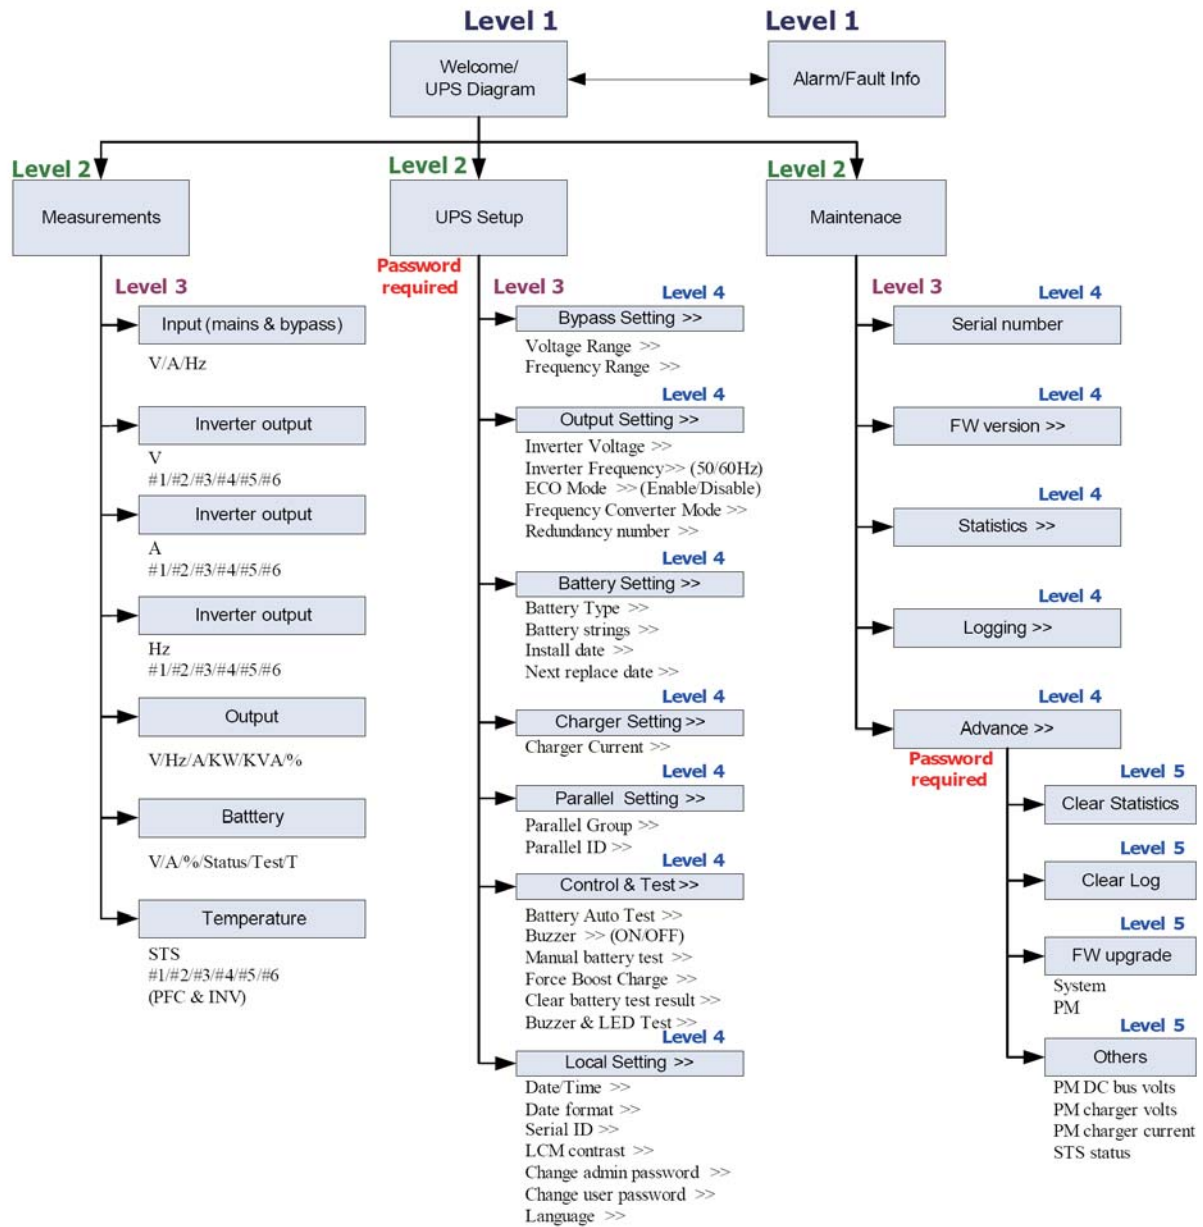 Level 1
Level 1
Welcome/
UPS Diagram
Alarm/Fault Info
Level 2
Measurements
Level 3
Input (mains & bypass)
V/A/Hz
Inverter output
V
#1/#2/#3/#4/#5/#6
Inverter output
A
#1/#2/#3/#4/#5/#6
Inverter output
Hz
#1/#2/#3/#4/#5/#6
Output
V/Hz/A/KW/KVA/%
Batttery
V/A/%/Status/Test/T
Temperature
STS
#1/#2/#3/#4/#5/#6
(PFC & INV)
Level 2
UPS Setup
Password
required
Level 3
Level 4
Bypass Setting >>
Voltage Range >>
Frequency Range >>
Level 4
Output Setting >>
Inverter Voltage >>
Inverter Frequency>> (50/60Hz)
ECO Mode >> (Enable/Disable)
Frequency Converter Mode >>
Redundancy number >>
Level 4
Battery Setting >>
Battery Type >>
Battery strings >>
Install date >>
Next replace date >>
Level 4
Charger Setting >>
Charger Current >>
Level 4
Parallel Setting >>
Parallel Group >>
Parallel ID >>
Level 4
Control & Test >>
Battery Auto Test >>
Buzzer >> (ON/OFF)
Manual battery test >>
Force Boost Charge >>
Clear battery test result >>
Buzzer & LED Test >>
Level 4
Local Setting >>
Date/Time >>
Date format >>
Serial ID >>
LCM contrast >>
Change admin password >>
Change user password >>
Language >>
Level 2
Maintenace
Level 3
Level 4
Serial number
Level 4
FW version >>
Level 4
Statistics >>
Level 4
Logging >>
Level 4
Advance >>
Password
required
Level 5
Clear Statistics
Level 5
Clear Log
Level 5
FW upgrade
System
PM
Level 5
Others
PM DC bus volts
PM charger volts
PM charger current
STS status